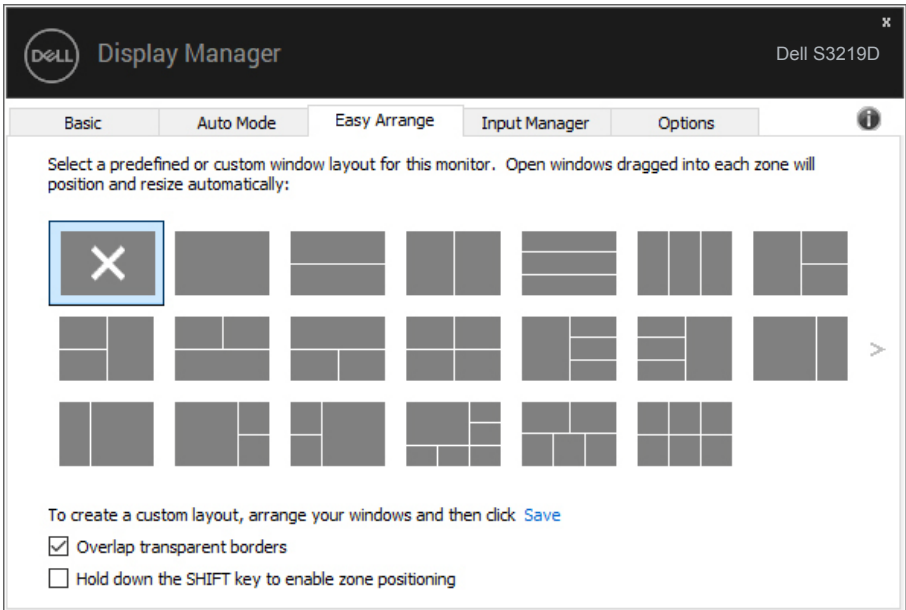 x
DELL
Display Manager
Dell S3219D
Basic
Auto Mode
Easy Arrange
Input Manager
Options
i
Select a predefined or custom window layout for this monitor. Open windows dragged into each zone will
position and resize automatically:
>
To create a custom layout, arrange your windows and then click Save
Overlap transparent borders
Hold down the SHIFT key to enable zone positioning